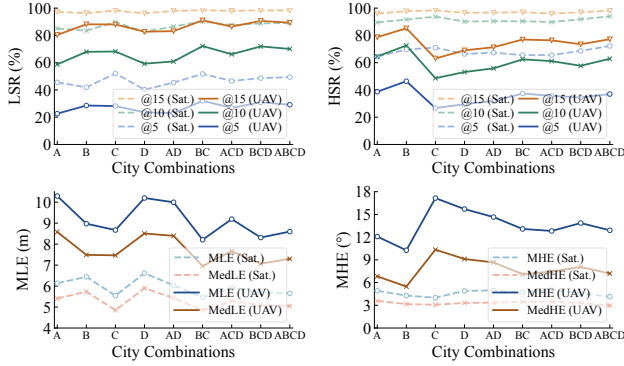 100
80
60
40
20
0
LSR (%)
@15 (Sat.) @15 (UAV)
@10 (Sat.) @10 (UAV)
@5 (Sat.) @5 (UAV)
A B C D AD BC ACD BCD ABCD
City Combinations
100
80
60
40
20
0
HSR (%)
@15 (Sat.) @15 (UAV)
@10 (Sat.) @10 (UAV)
@5 (Sat.) @5 (UAV)
A B C D AD BC ACD BCD ABCD
City Combinations
10
9
8
7
6
5
4
MLE (m)
MLE (Sat.)
MedLE (Sat.)
MLE (UAV)
MedLE (UAV)
A B C D AD BC ACD BCD ABCD
City Combinations
18
15
12
9
6
3
0
MHE (°)
MHE (Sat.)
MedHE (Sat.)
MHE (UAV)
MedHE (UAV)
A B C D AD BC ACD BCD ABCD
City Combinations